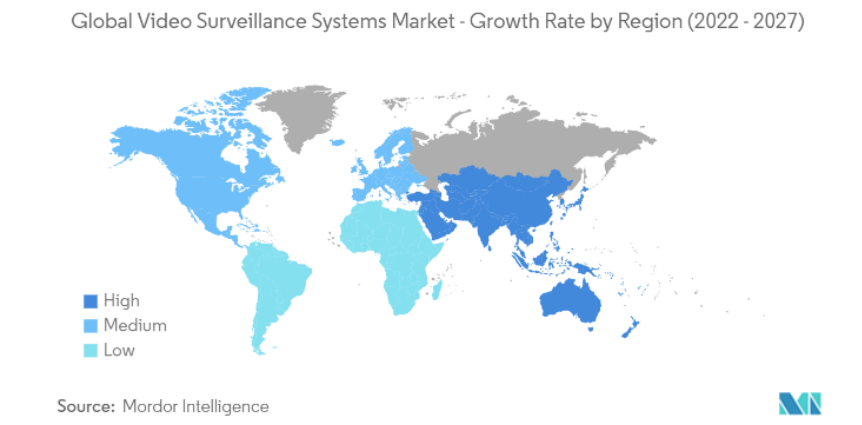 Global Video Surveillance Systems Market - Growth Rate by Region (2022 - 2027)
High
Medium
Low
Source: Mordor Intelligence